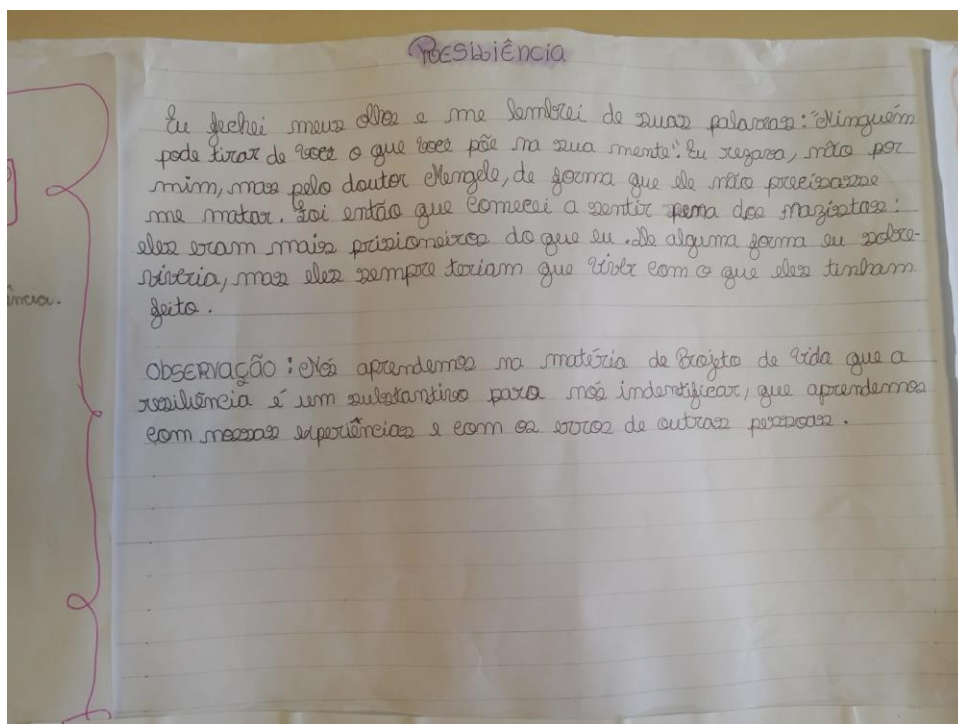 RESILIÊNCIA
Eu fechei meus olhos e me lembrei de suas palavras: "Ninguém
pode tirar de você o que você põe na sua mente". Eu rezava, não por
mim, mas pelo doutor Mengele, de forma que ele não precisasse
me matar. Foi então que comecei a sentir pena dos nazistas:
eles eram mais prisioneiros do que eu. De alguma forma eu sobre-
viveria, mas eles sempre teriam que viver com o que eles tinham
feito.
OBSERVAÇÃO: Nós aprendemos na matéria de Projeto de Vida que a
resiliência é um substantivo para nós indentificar, que aprendemos
com nossas experiências e com os erros de outras pessoas.
ência.